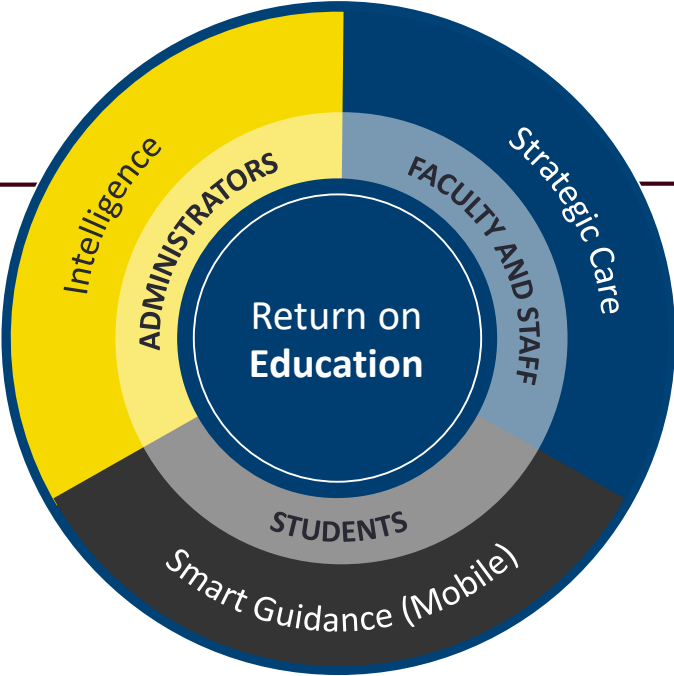 Intelligence
ADMINISTRATORS
Strategic Care
FACULTY AND STAFF
Return on
Education
STUDENTS
Smart Guidance (Mobile)